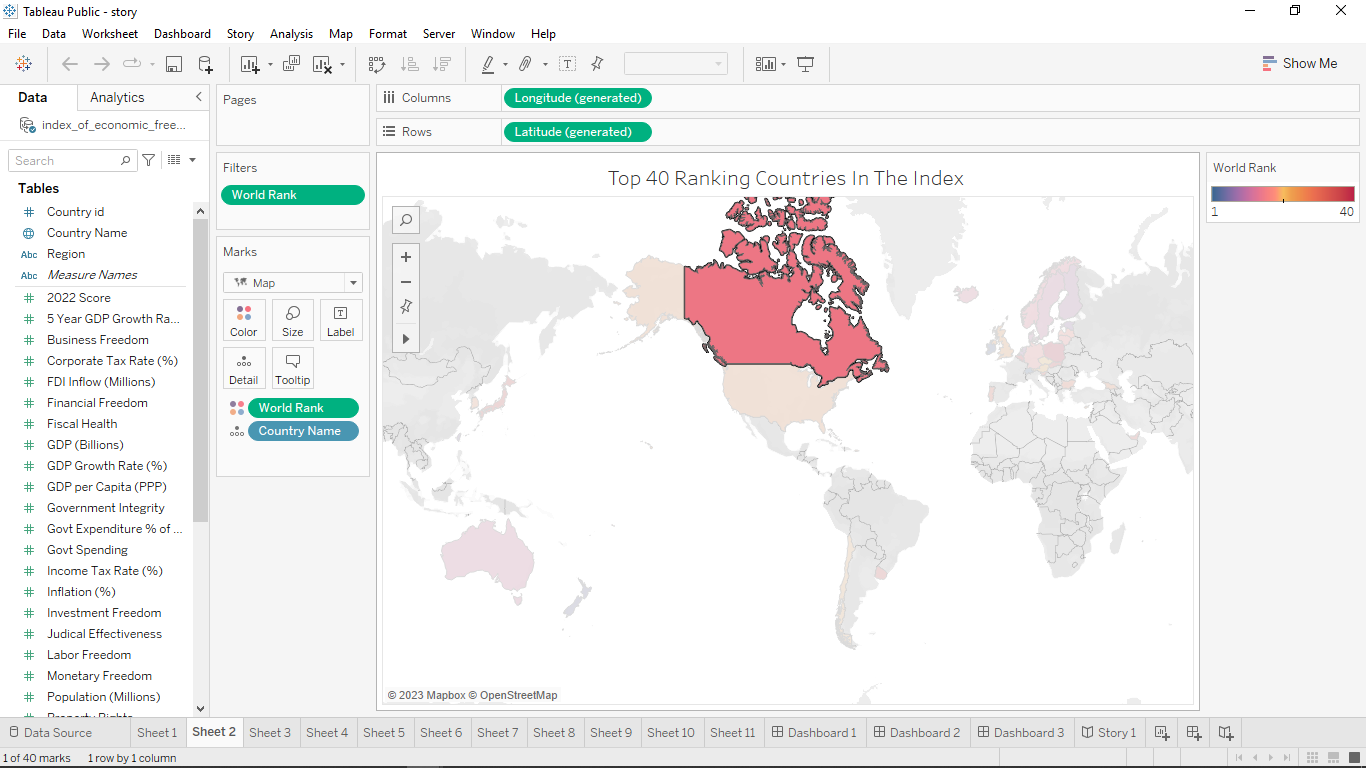 Tableau Public - story
File Data Worksheet Dashboard Story Analysis Map Format Server Window Help
Show Me
Data Analytics
index_of_economic_free...
Search
Tables
Country id
Country Name
Abc Region
Abc Measure Names
2022 Score
5 Year GDP Growth Ra...
Business Freedom
Corporate Tax Rate (%)
FDI Inflow (Millions)
Financial Freedom
Fiscal Health
GDP (Billions)
GDP Growth Rate (%)
GDP per Capita (PPP)
Government Integrity
Govt Expenditure % of ...
Govt Spending
Income Tax Rate (%)
Inflation (%)
Investment Freedom
Judical Effectiveness
Labor Freedom
Monetary Freedom
Population (Millions)
Property Rights
Pages
Filters
World Rank
Marks
Map
Color Size Label
Detail Tooltip
World Rank
Country Name
Columns Longitude (generated)
Rows Latitude (generated)
Top 40 Ranking Countries In The Index
© 2023 Mapbox © OpenStreetMap
World Rank
1 40
Data Source Sheet 1 Sheet 2 Sheet 3 Sheet 4 Sheet 5 Sheet 6 Sheet 7 Sheet 8 Sheet 9 Sheet 10 Sheet 11 Dashboard 1 Dashboard 2 Dashboard 3 Story 1
1 of 40 marks 1 row by 1 column